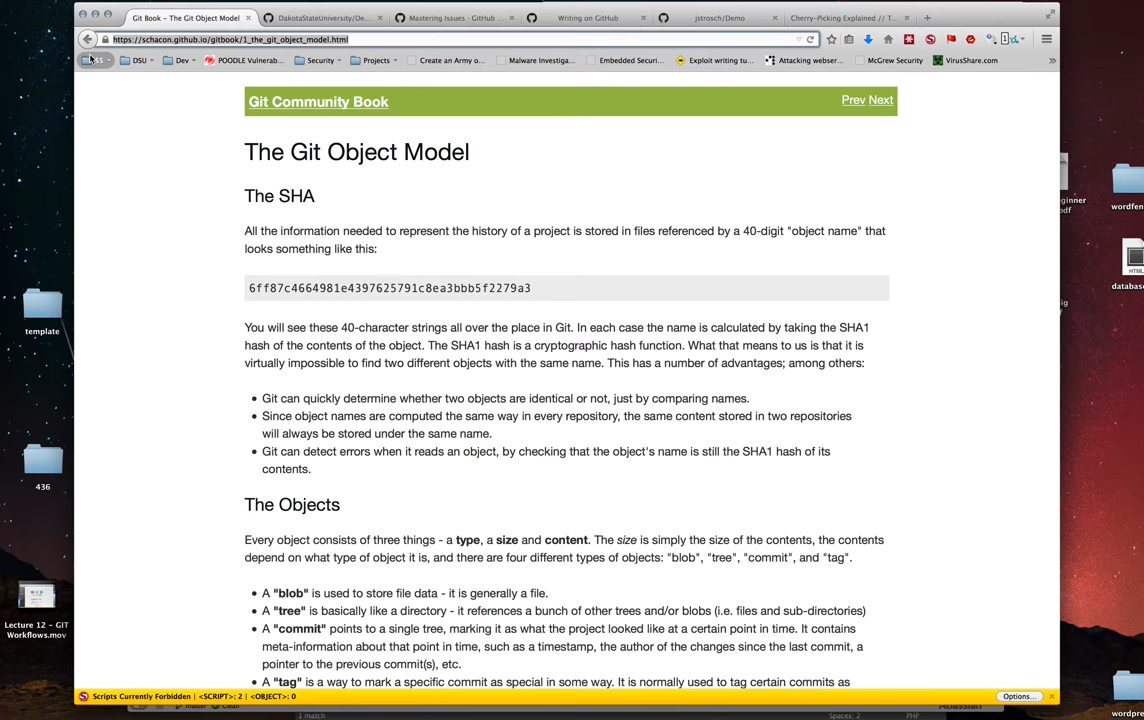 Git Book - The Git Object Model
DakotaStateUniversity/De...
Mastering Issues · GitHub ...
Writing on GitHub
jstrosch/Demo
Cherry-Picking Explained // T...
https://schacon.github.io/gitbook/1_the_git_object_model.html
DSU
Dev
POODLE Vulnerab...
Security
Projects
Create an Army o...
Malware Investiga...
Embedded Securi...
Exploit writing tu...
Attacking webser...
McGrew Security
VirusShare.com
Git Community Book
Prev Next
The Git Object Model
The SHA
All the information needed to represent the history of a project is stored in files referenced by a 40-digit "object name" that
looks something like this:
6ff87c4664981e4397625791c8ea3bbb5f2279a3
You will see these 40-character strings all over the place in Git. In each case the name is calculated by taking the SHA1
hash of the contents of the object. The SHA1 hash is a cryptographic hash function. What that means to us is that it is
virtually impossible to find two different objects with the same name. This has a number of advantages; among others:
• Git can quickly determine whether two objects are identical or not, just by comparing names.
• Since object names are computed the same way in every repository, the same content stored in two repositories
will always be stored under the same name.
• Git can detect errors when it reads an object, by checking that the object's name is still the SHA1 hash of its
contents.
The Objects
Every object consists of three things - a type, a size and content. The size is simply the size of the contents, the contents
depend on what type of object it is, and there are four different types of objects: "blob", "tree", "commit", and "tag".
• A "blob" is used to store file data - it is generally a file.
• A "tree" is basically like a directory - it references a bunch of other trees and/or blobs (i.e. files and sub-directories)
• A "commit" points to a single tree, marking it as what the project looked like at a certain point in time. It contains
meta-information about that point in time, such as a timestamp, the author of the changes since the last commit, a
pointer to the previous commit(s), etc.
• A "tag" is a way to mark a specific commit as special in some way. It is normally used to tag certain commits as
Scripts Currently Forbidden | <SCRIPT>: 2 | <OBJECT>: 0
Options...
template
436
Lecture 12 - GIT
Workflows.mov
1 match
Spaces: 2
PHP
wordfen
HTML
databas
wordpre